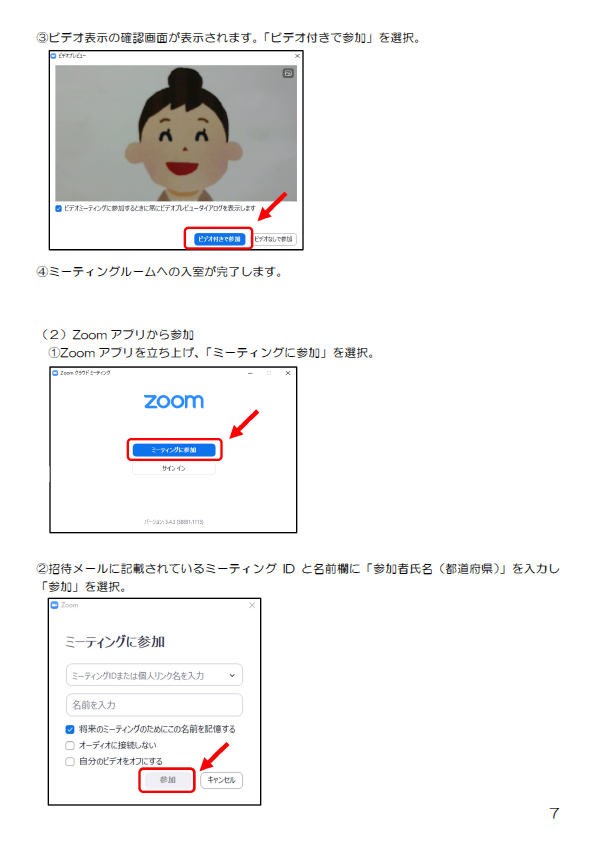 ③ビデオ表示の確認画面が表示されます。「ビデオ付きで参加」を選択。
ビデオプレビュー
ビデオミーティングに参加するときに常にビデオプレビューダイアログを表示します
ビデオ付きで参加
ビデオなしで参加
④ミーティングルームへの入室が完了します。
（２）Zoom アプリから参加
①Zoom アプリを立ち上げ、「ミーティングに参加」を選択。
Zoom クラウド ミーティング
zoom
ミーティングに参加
サイン イン
バージョン: 5.4.3 (58891.1115)
②招待メールに記載されているミーティング ID と名前欄に「参加者氏名（都道府県）」を入力し
「参加」を選択。
Zoom
ミーティングに参加
ミーティングIDまたは個人リンク名を入力
名前を入力
将来のミーティングのためにこの名前を記憶する
オーディオに接続しない
自分のビデオをオフにする
参加
キャンセル
7